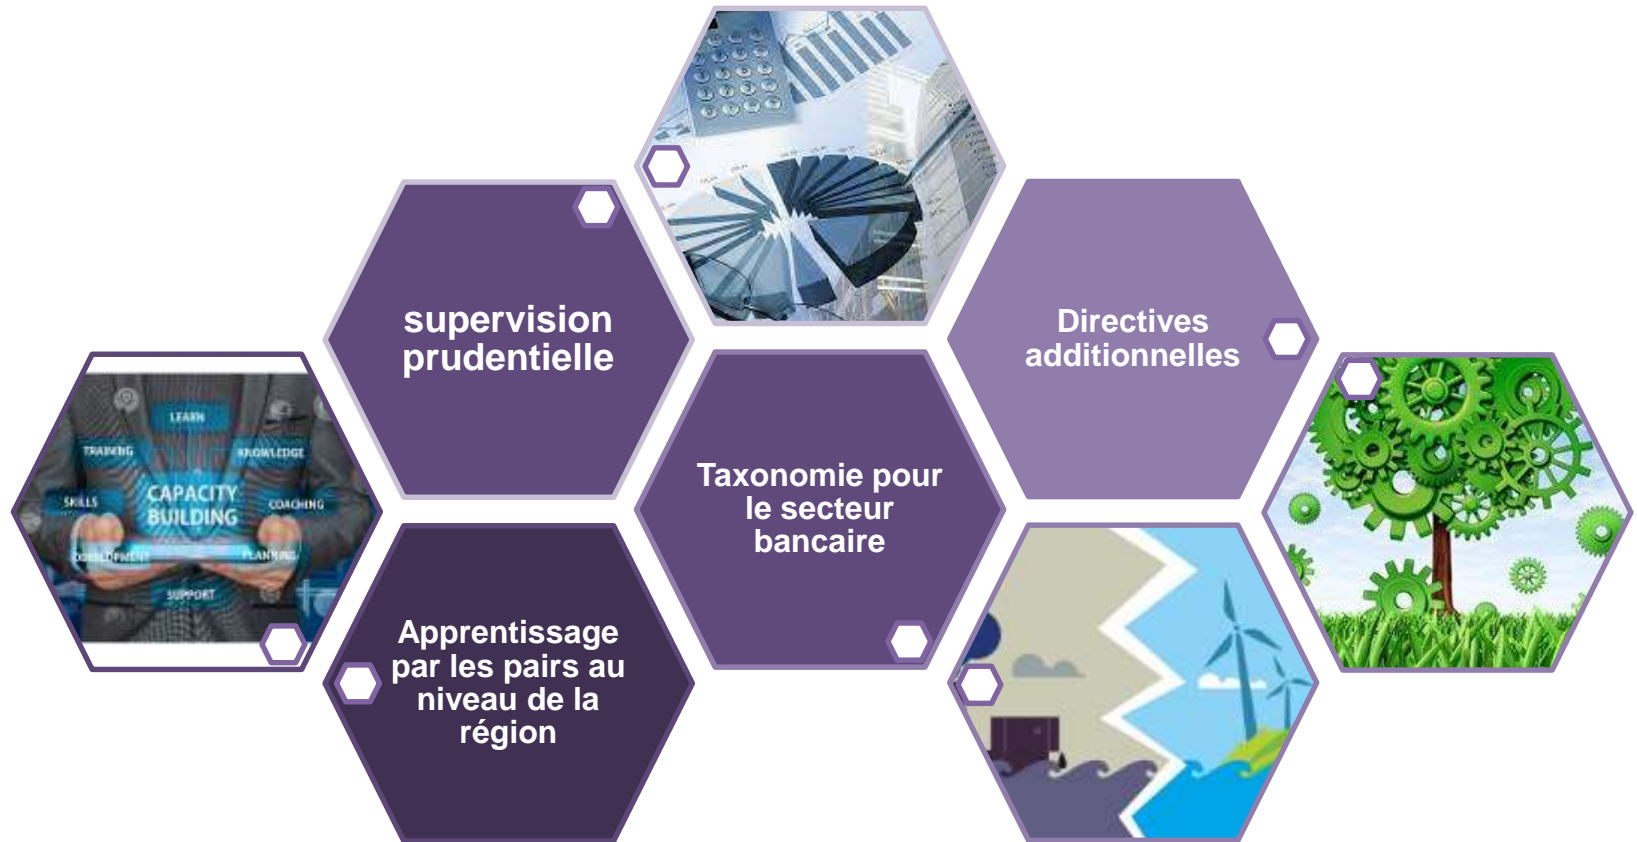 supervision
prudentielle
Directives
additionnelles
Taxonomie pour
le secteur
bancaire
LEARN
TRAINING
KNOWLEDGE
SKILLS
CAPACITY
BUILDING
COACHING
DEVELOPMENT
PLANNING
SUPPORT
Apprentissage
par les pairs au
niveau de la
région